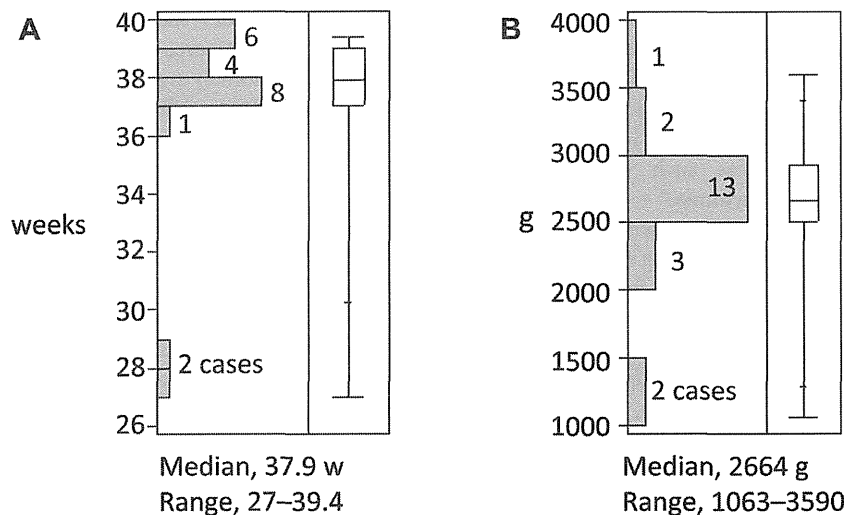 A
40
38
36
34
32
30
28
26
weeks
6
4
8
1
2 cases
Median, 37.9 w
Range, 27–39.4
B
4000
3500
3000
2500
2000
1500
1000
g
1
2
13
3
2 cases
Median, 2664 g
Range, 1063–3590